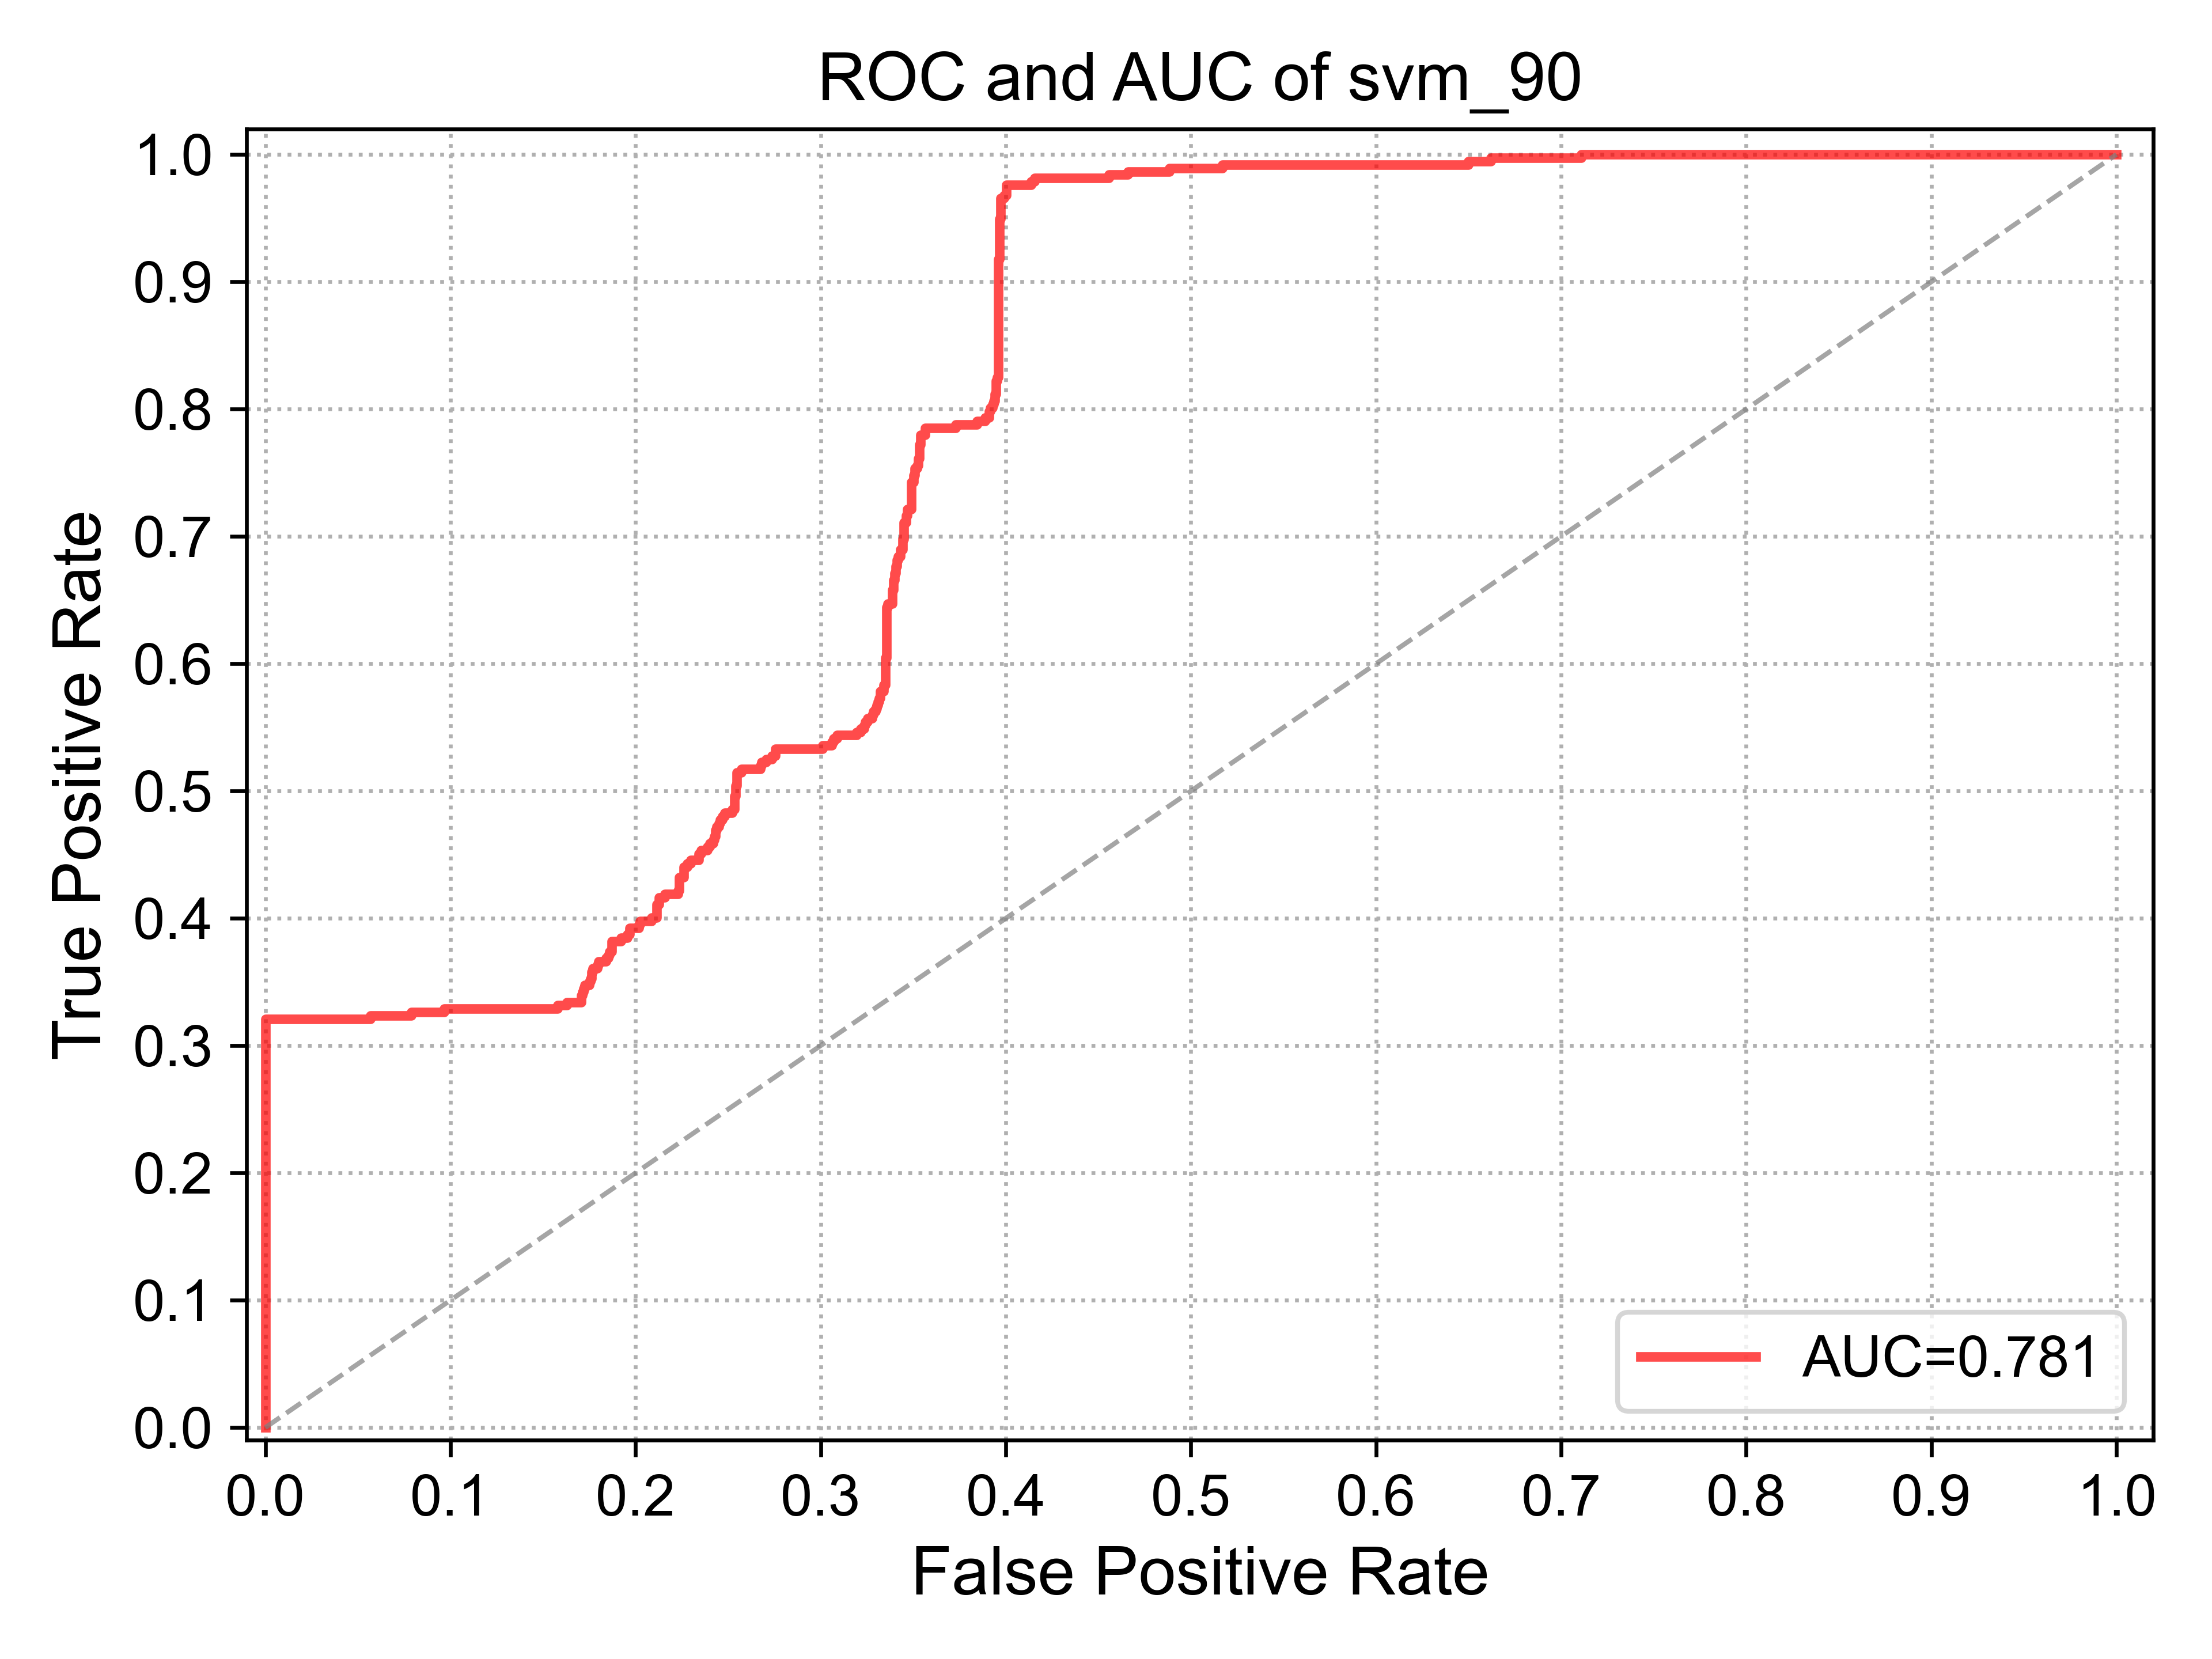 ROC and AUC of svm_90
True Positive Rate
1.0
0.9
0.8
0.7
0.6
0.5
0.4
0.3
0.2
0.1
0.0
AUC=0.781
0.0 0.1 0.2 0.3 0.4 0.5 0.6 0.7 0.8 0.9 1.0
False Positive Rate